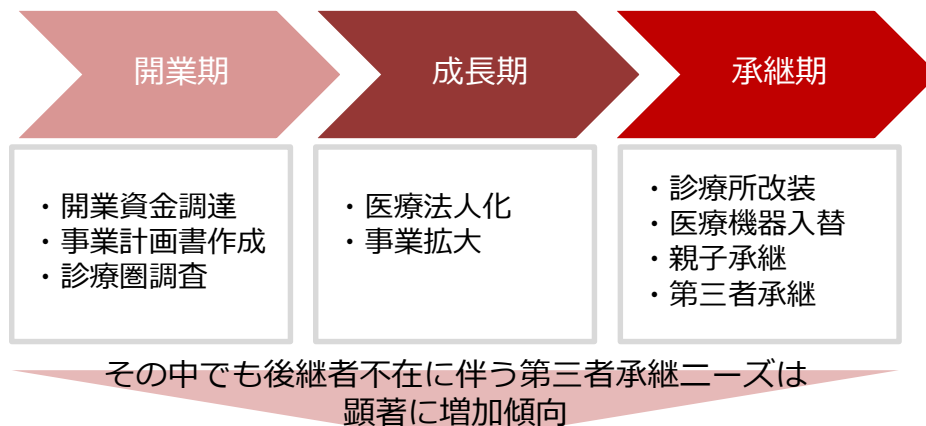 開業期
成長期
承継期
・開業資金調達
・事業計画書作成
・診療圏調査
・医療法人化
・事業拡大
・診療所改装
・医療機器入替
・親子承継
・第三者承継
その中でも後継者不在に伴う第三者承継ニーズは
顕著に増加傾向